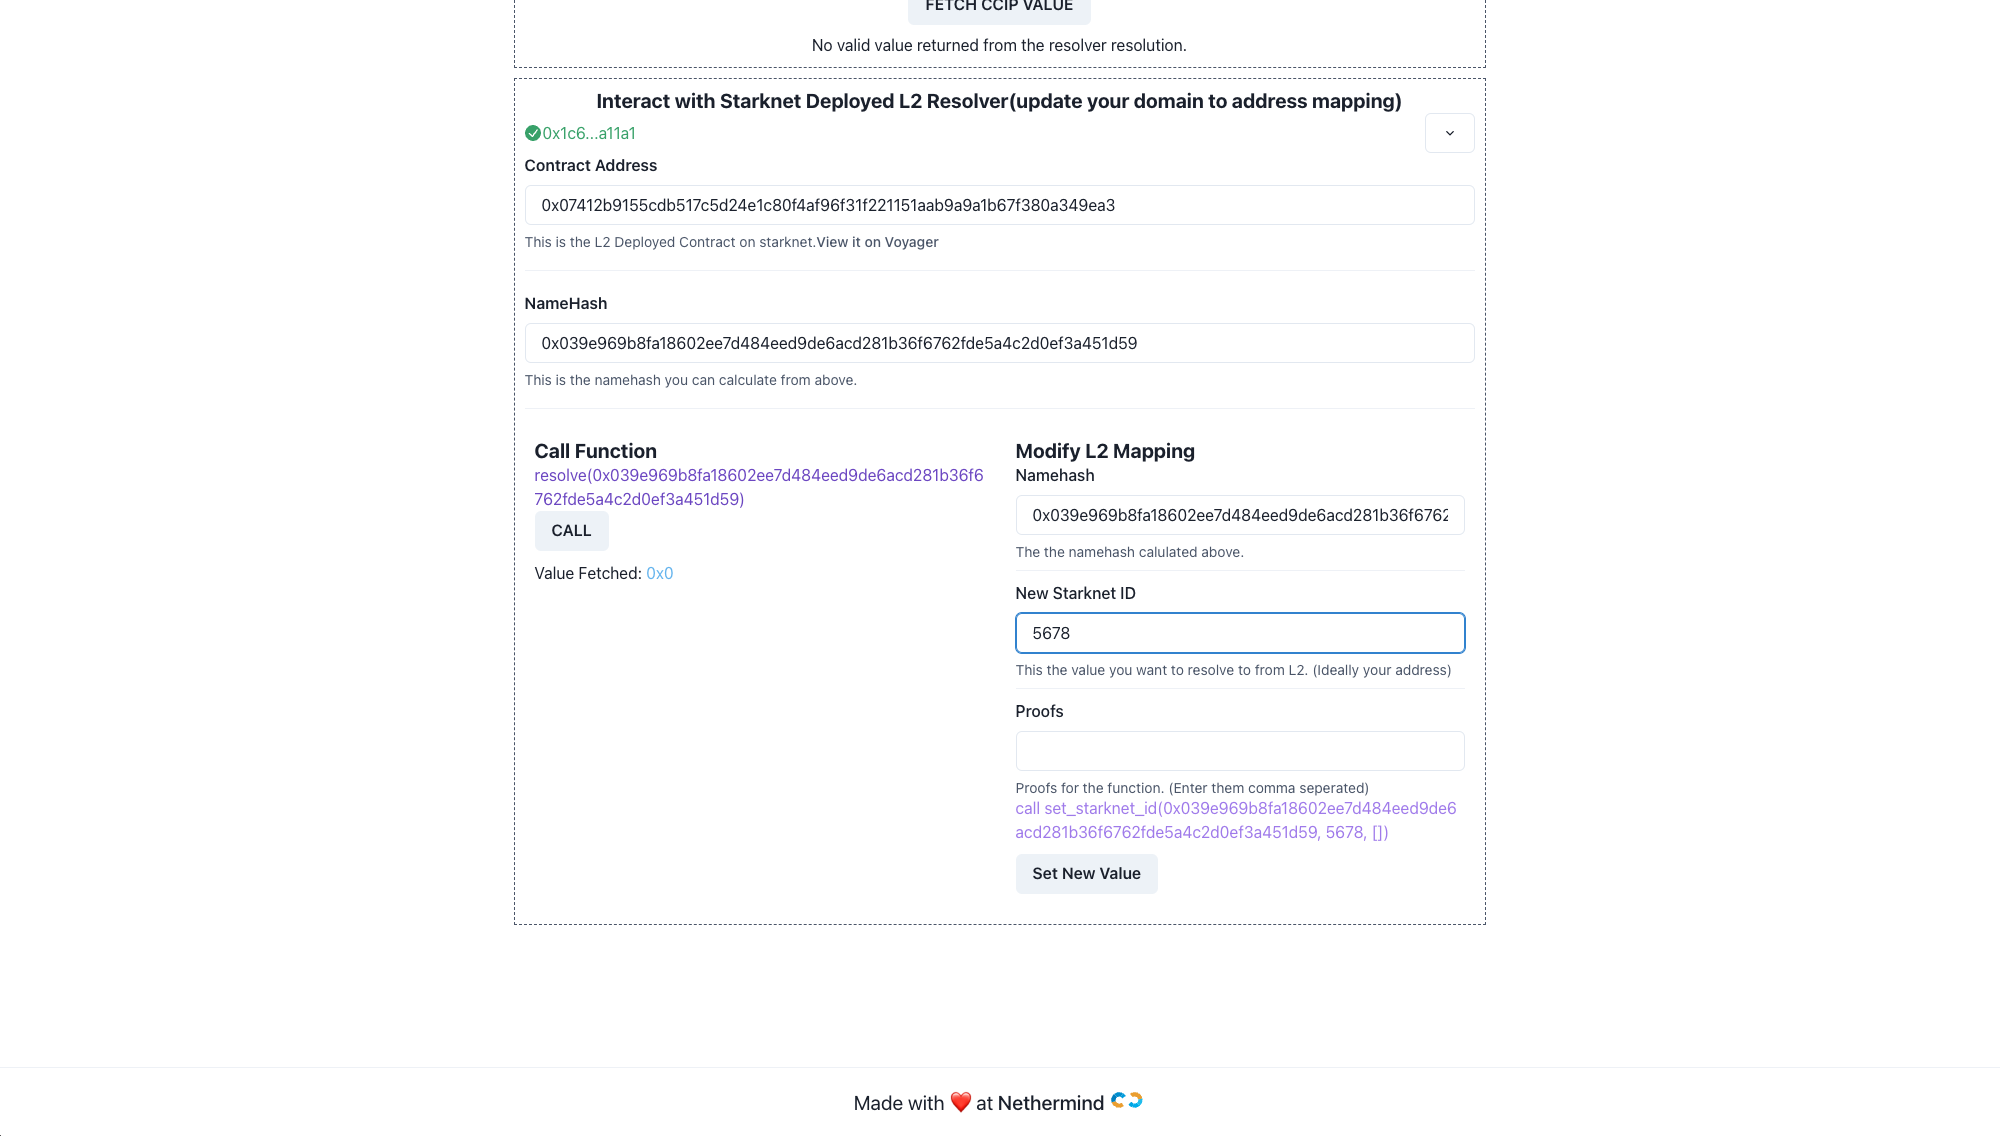 FETCH CCIP VALUE
No valid value returned from the resolver resolution.
Interact with Starknet Deployed L2 Resolver(update your domain to address mapping)
0x1c6...a11a1
Contract Address
0x07412b9155cdb517c5d24e1c80f4af96f31f221151aab9a9a1b67f380a349ea3
This is the L2 Deployed Contract on starknet.View it on Voyager
NameHash
0x039e969b8fa18602ee7d484eed9de6acd281b36f6762fde5a4c2d0ef3a451d59
This is the namehash you can calculate from above.
Call Function
resolve(0x039e969b8fa18602ee7d484eed9de6acd281b36f6
762fde5a4c2d0ef3a451d59)
CALL
Value Fetched: 0x0
Modify L2 Mapping
Namehash
0x039e969b8fa18602ee7d484eed9de6acd281b36f6762
The the namehash calulated above.
New Starknet ID
5678
This the value you want to resolve to from L2. (Ideally your address)
Proofs
Proofs for the function. (Enter them comma seperated)
call set_starknet_id(0x039e969b8fa18602ee7d484eed9de6
acd281b36f6762fde5a4c2d0ef3a451d59, 5678, [])
Set New Value
Made with ❤️ at Nethermind